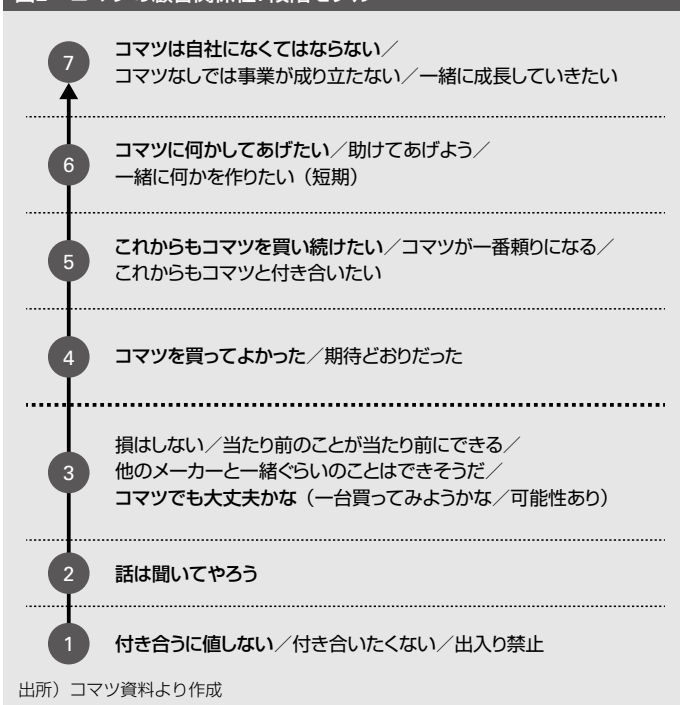 7
コマツは自社になくてはならない／
コマツなしでは事業が成り立たない／一緒に成長していきたい
6
コマツに何かしてあげたい／助けてあげよう／
一緒に何かを作りたい（短期）
5
これからもコマツを買い続けたい／コマツが一番頼りになる／
これからもコマツと付き合いたい
4
コマツを買ってよかった／期待どおりだった
3
損はしない／当たり前のことが当たり前にできる／
他のメーカーと一緒ぐらいのことはできそうだ／
コマツでも大丈夫かな（一台買ってみようかな／可能性あり）
2
話は聞いてやろう
1
付き合うに値しない／付き合いたくない／出入り禁止
出所）コマツ資料より作成